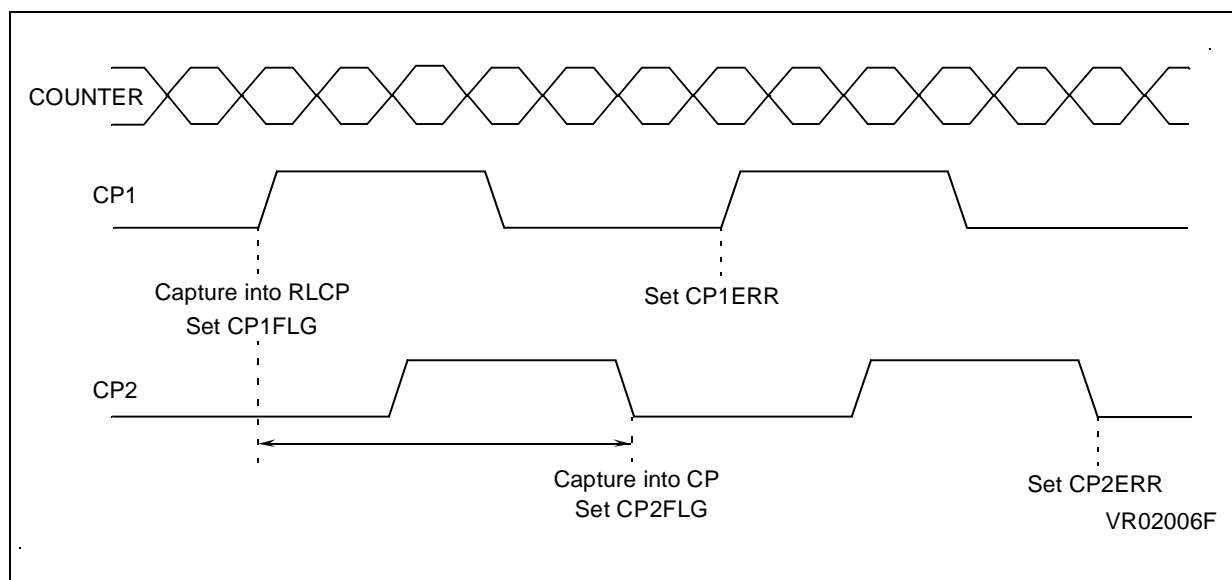 COUNTER
CP1
Capture into RLCP
Set CP1FLG
Set CP1ERR
CP2
Capture into CP
Set CP2FLG
Set CP2ERR
VR02006F